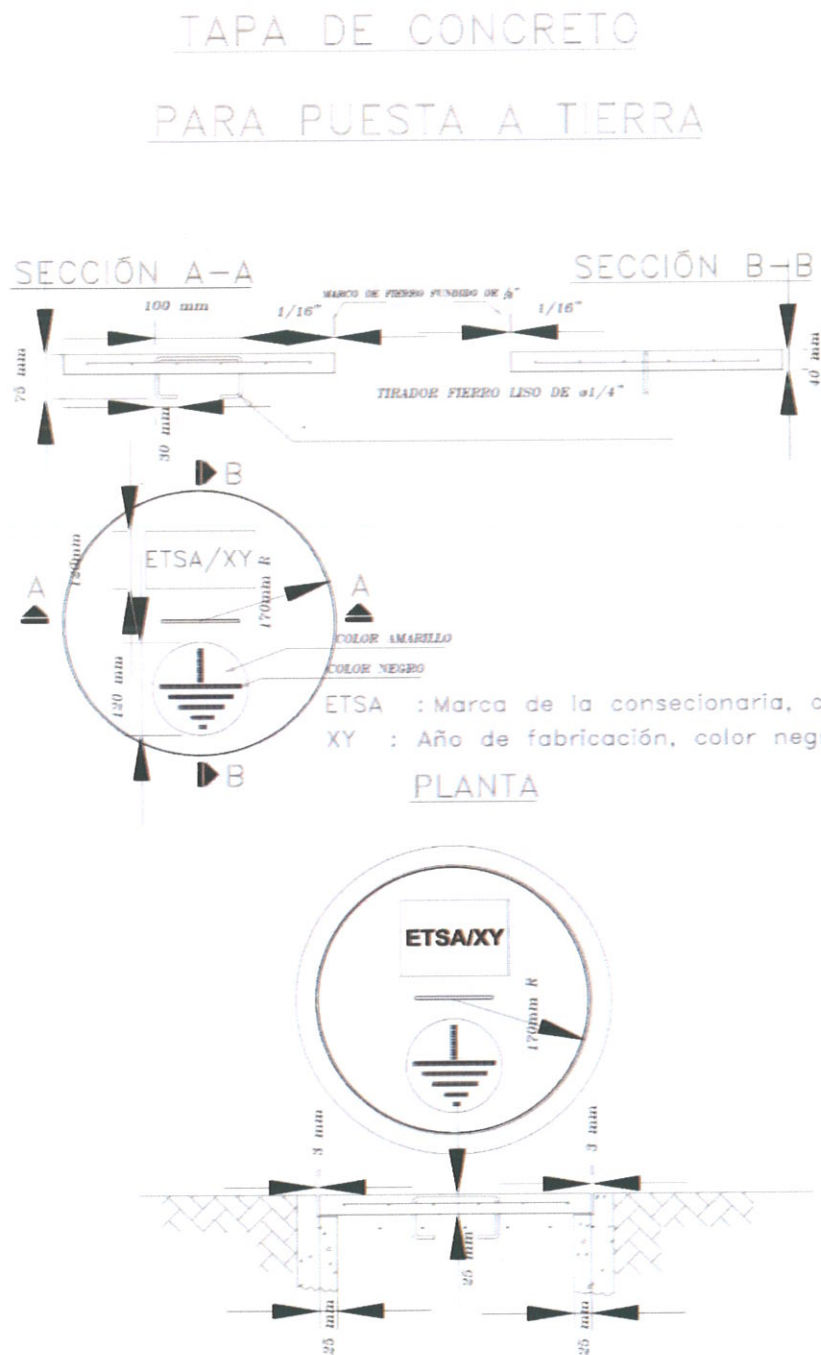 TAPA DE CONCRETO
PARA PUESTA A TIERRA
SECCIÓN A-A
SECCIÓN B-B
100 mm
1/16"
MARCO DE FIERRO FUNDIDO DE
1/16"
75 mm
40 mm
TIRADOR FIERRO LISO DE ø1/4"
30 mm
B
120mm
ETSA/XY
170mm R
A
A
COLOR AMARILLO
COLOR NEGRO
120 mm
ETSA : Marca de la consecionaria, c
XY : Año de fabricación, color neg
B
PLANTA
ETSA/XY
170mm R
3 mm
3 mm
25 mm
25 mm
25 mm